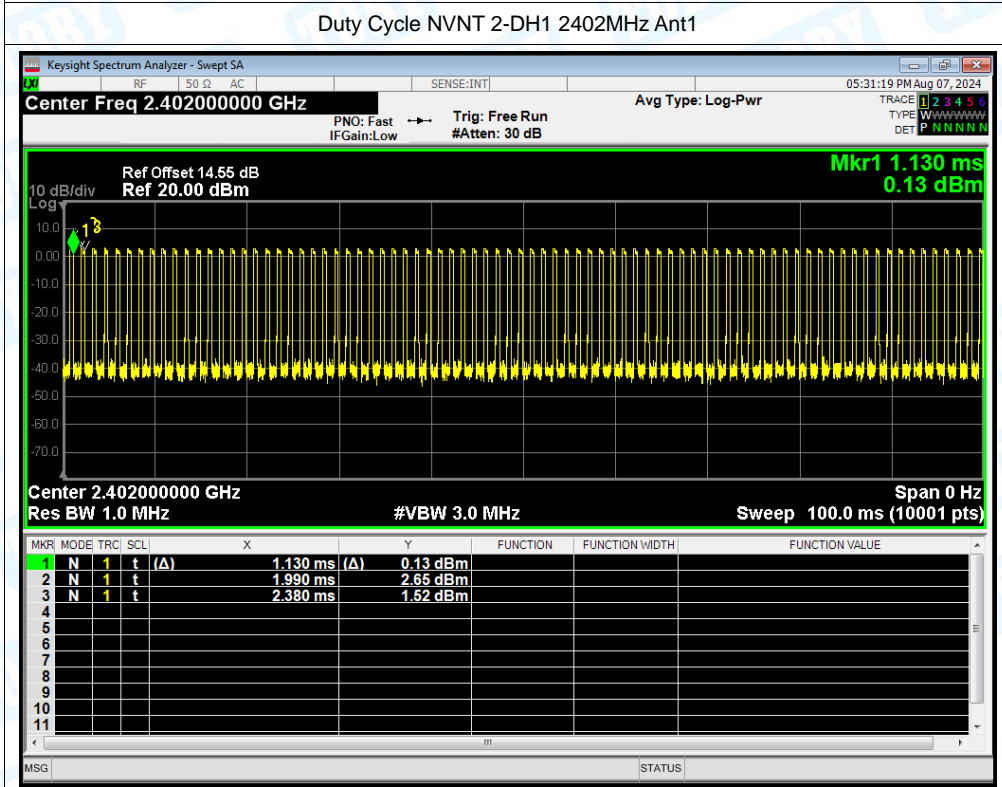 Duty Cycle NVNT 2-DH1 2402MHz Ant1
Keysight Spectrum Analyzer - Swept SA
LXI RF 50 Ω AC SENSE:INT 05:31:19 PM Aug 07, 2024
Center Freq 2.402000000 GHz Avg Type: Log-Pwr TRACE 1 2 3 4 5 6
PNO: Fast Trig: Free Run TYPE WWWWWW
IFGain:Low #Atten: 30 dB DET P N N N N N
Mkr1 1.130 ms
Ref Offset 14.55 dB
10 dB/div Ref 20.00 dBm 0.13 dBm
Log
10.0
0.00
-10.0
-20.0
-30.0
-40.0
-50.0
-60.0
-70.0
1 3
Center 2.402000000 GHz Span 0 Hz
Res BW 1.0 MHz #VBW 3.0 MHz Sweep 100.0 ms (10001 pts)
MKR MODE TRC SCL X Y FUNCTION FUNCTION WIDTH FUNCTION VALUE
1 N 1 t (Δ) 1.130 ms (Δ) 0.13 dBm
2 N 1 t 1.990 ms 2.65 dBm
3 N 1 t 2.380 ms 1.52 dBm
4
5
6
7
8
9
10
11
MSG STATUS